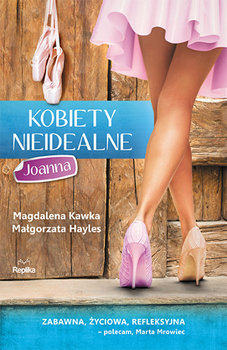 KOBIETY
NIEIDEALNE
Joanna
Magdalena Kawka
Małgorzata Hayles
Replika
ZABAWNA, ŻYCIOWA, REFLEKSYJNA
– polecam, Marta Mrowiec